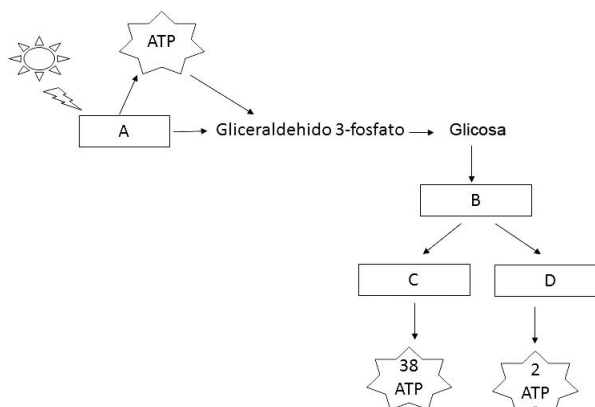 ATP
A
Gliceraldehido 3-fosfato
Glicosa
B
C
D
38
ATP
2
ATP